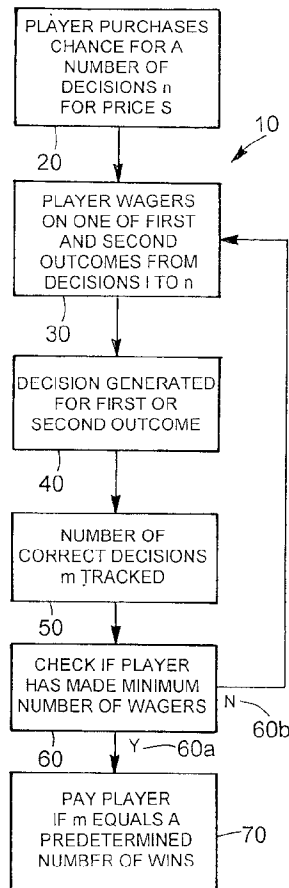 PLAYER PURCHASES
CHANCE FOR A
NUMBER OF
DECISIONS n
FOR PRICE S
20
10
PLAYER WAGERS
ON ONE OF FIRST
AND SECOND
OUTCOMES FROM
DECISIONS I TO n
30
DECISION GENERATED
FOR FIRST OR
SECOND OUTCOME
40
NUMBER OF
CORRECT DECISIONS
m TRACKED
50
CHECK IF PLAYER
HAS MADE MINIMUM
NUMBER OF WAGERS
N
60b
60
Y
60a
PAY PLAYER
IF m EQUALS A
PREDETERMINED
NUMBER OF WINS
70